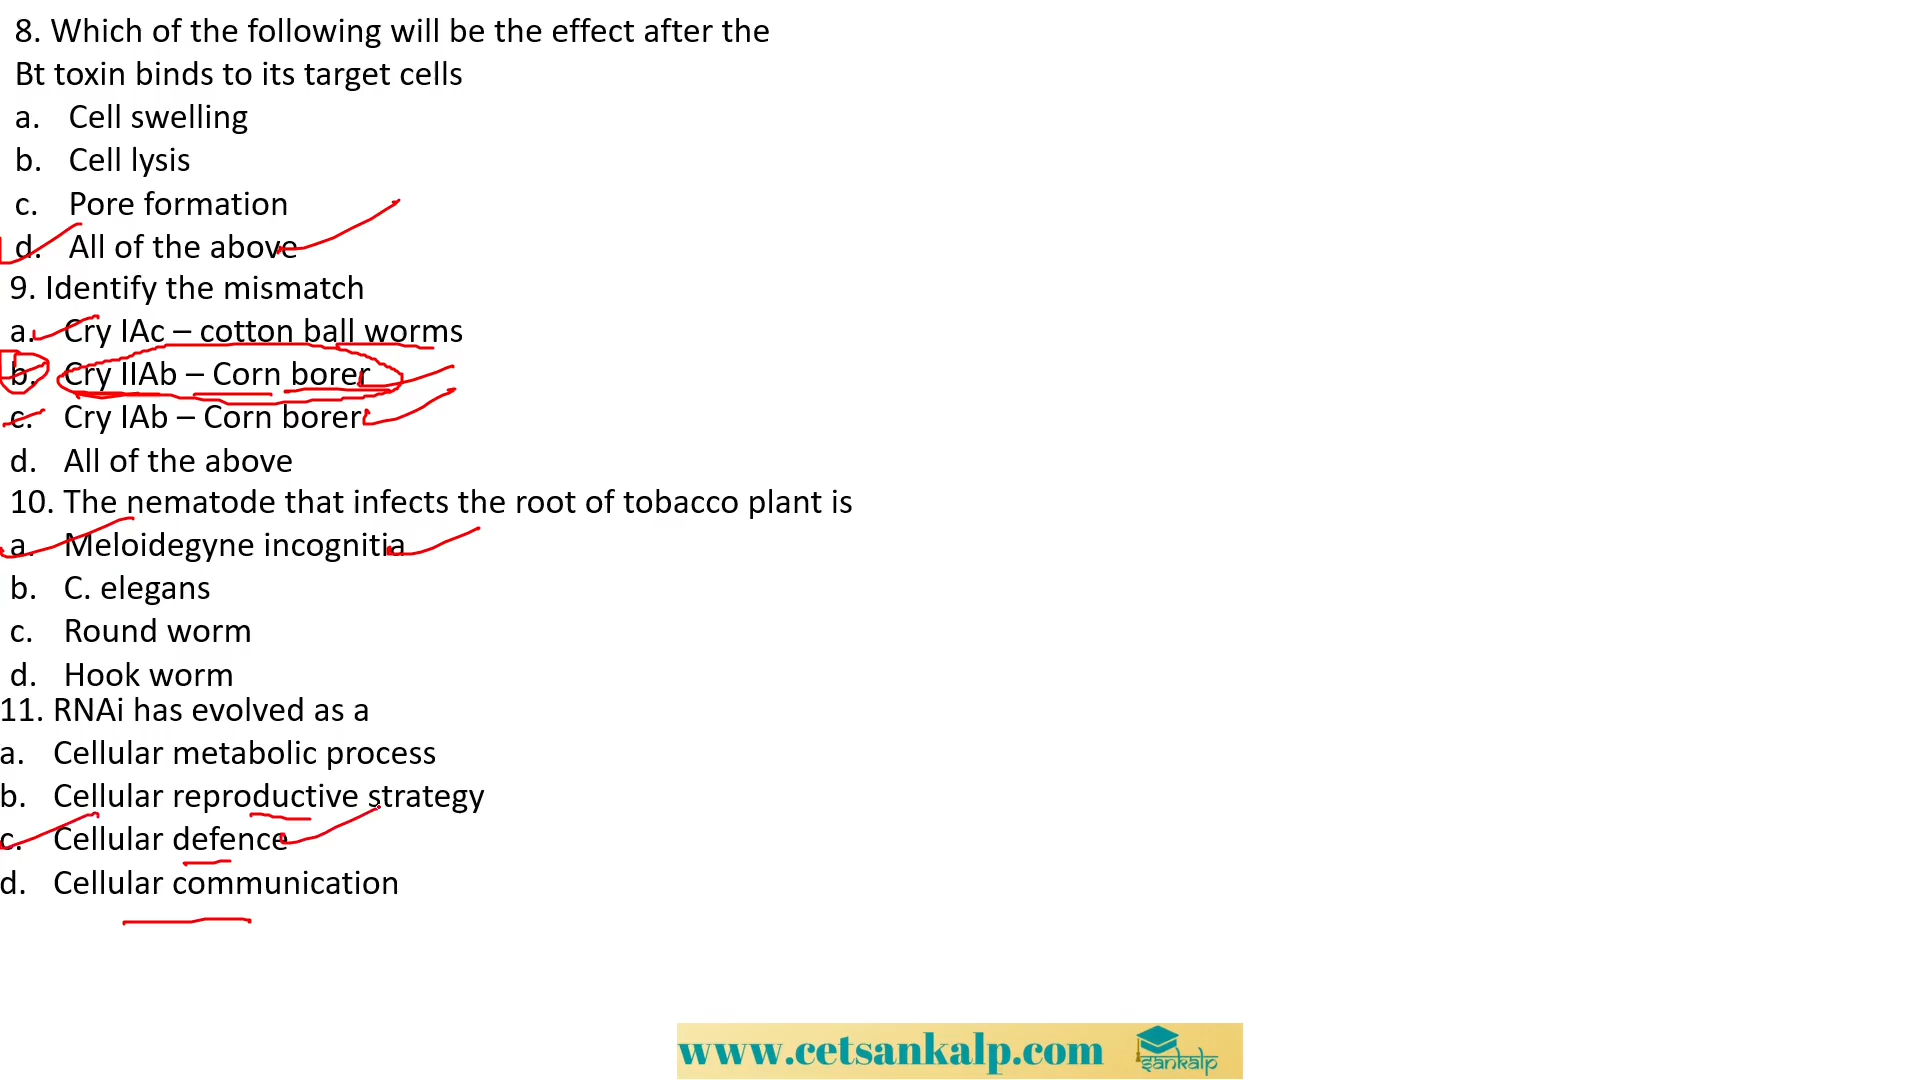 8. Which of the following will be the effect after the
Bt toxin binds to its target cells
a. Cell swelling
b. Cell lysis
c. Pore formation
d. All of the above
9. Identify the mismatch
a. Cry IAc – cotton ball worms
b. Cry IIAb – Corn borer
c. Cry IAb – Corn borer
d. All of the above
10. The nematode that infects the root of tobacco plant is
a. Meloidegyne incognitia
b. C. elegans
c. Round worm
d. Hook worm
11. RNAi has evolved as a
a. Cellular metabolic process
b. Cellular reproductive strategy
c. Cellular defence
d. Cellular communication
www.cetsankalp.com
sankalp